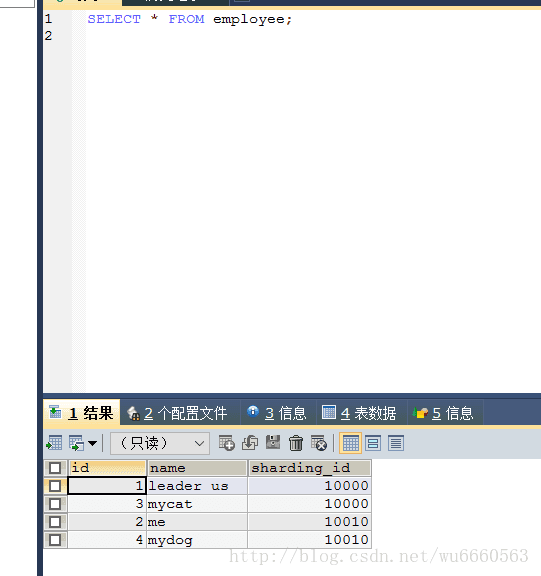 1 SELECT * FROM employee;
2
1 结果 2 个配置文件 3 信息 4 表数据 5 信息
（只读）
id name sharding_id
1 leader us 10000
3 mycat 10000
2 me 10010
4 mydog 10010
http://blog.csdn.net/wu6660563